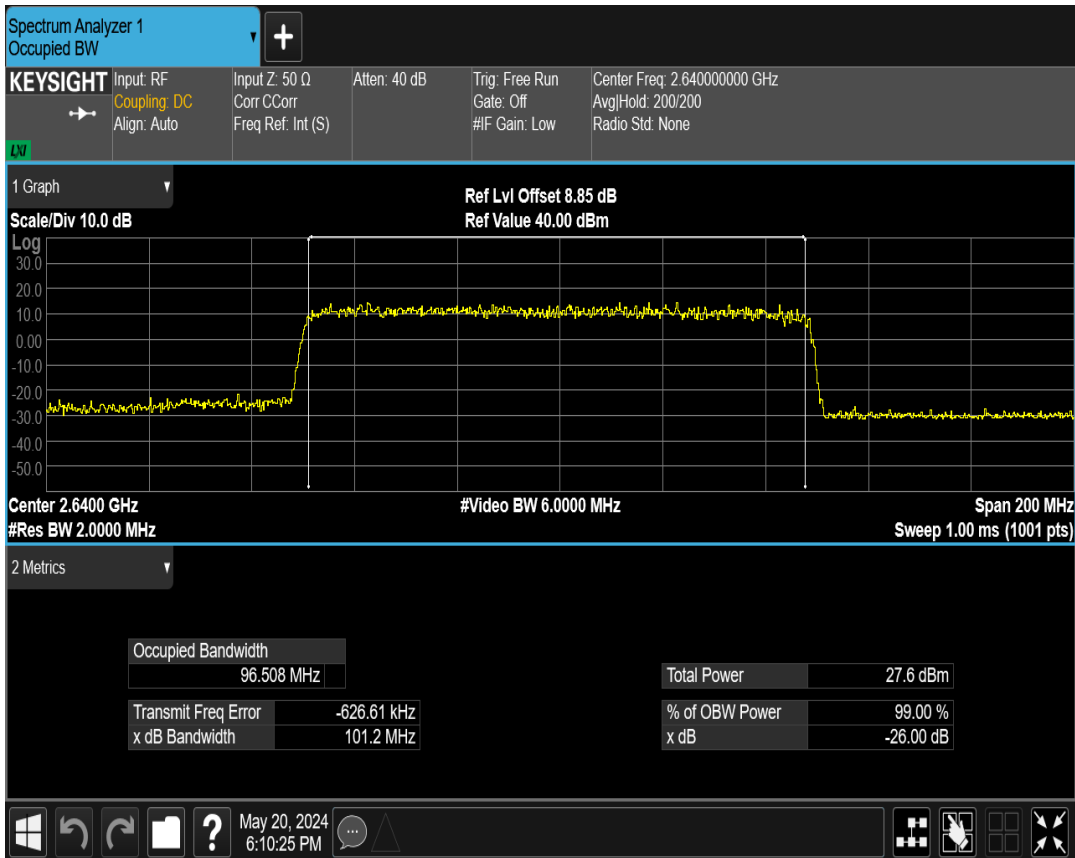 Spectrum Analyzer 1
Occupied BW
+
KEYSIGHT
Input: RF
Coupling: DC
Align: Auto
Input Z: 50 Ω
Corr CCorr
Freq Ref: Int (S)
Atten: 40 dB
Trig: Free Run
Gate: Off
#IF Gain: Low
Center Freq: 2.640000000 GHz
Avg|Hold: 200/200
Radio Std: None
LXI
1 Graph
Ref Lvl Offset 8.85 dB
Scale/Div 10.0 dB
Ref Value 40.00 dBm
Log
30.0
20.0
10.0
0.00
-10.0
-20.0
-30.0
-40.0
-50.0
Center 2.6400 GHz
#Video BW 6.0000 MHz
Span 200 MHz
#Res BW 2.0000 MHz
Sweep 1.00 ms (1001 pts)
2 Metrics
Occupied Bandwidth
96.508 MHz
Total Power 27.6 dBm
Transmit Freq Error -626.61 kHz
% of OBW Power 99.00 %
x dB Bandwidth 101.2 MHz
x dB -26.00 dB
?
May 20, 2024
6:10:25 PM